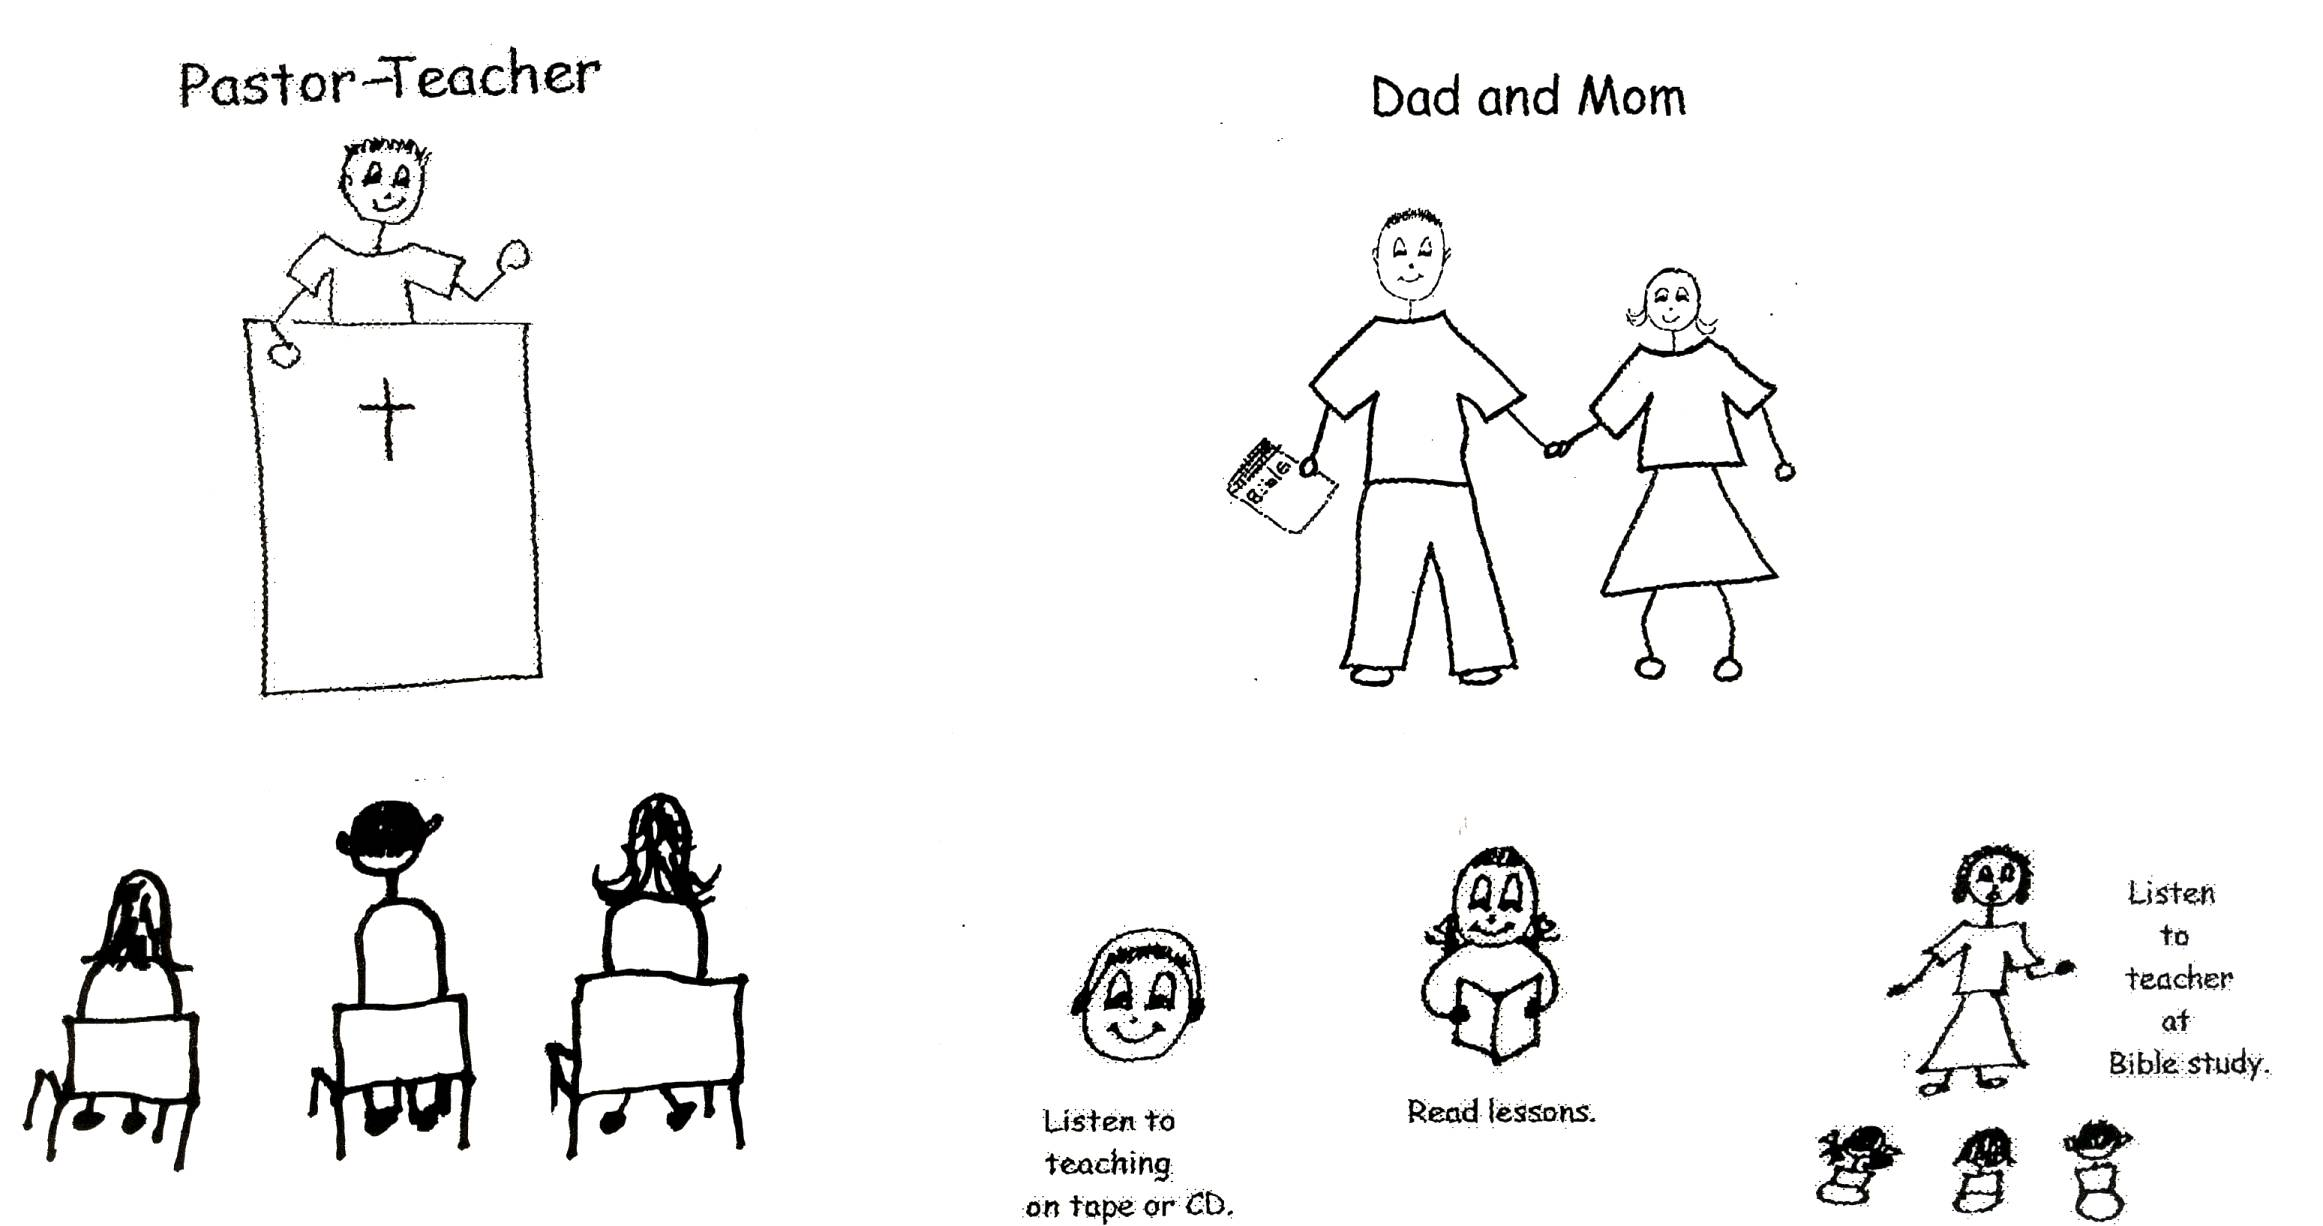 Pastor-Teacher
Dad and Mom
Bible
Listen to
teaching
on tape or CD.
Read lessons.
Listen
to
teacher
at
Bible study.